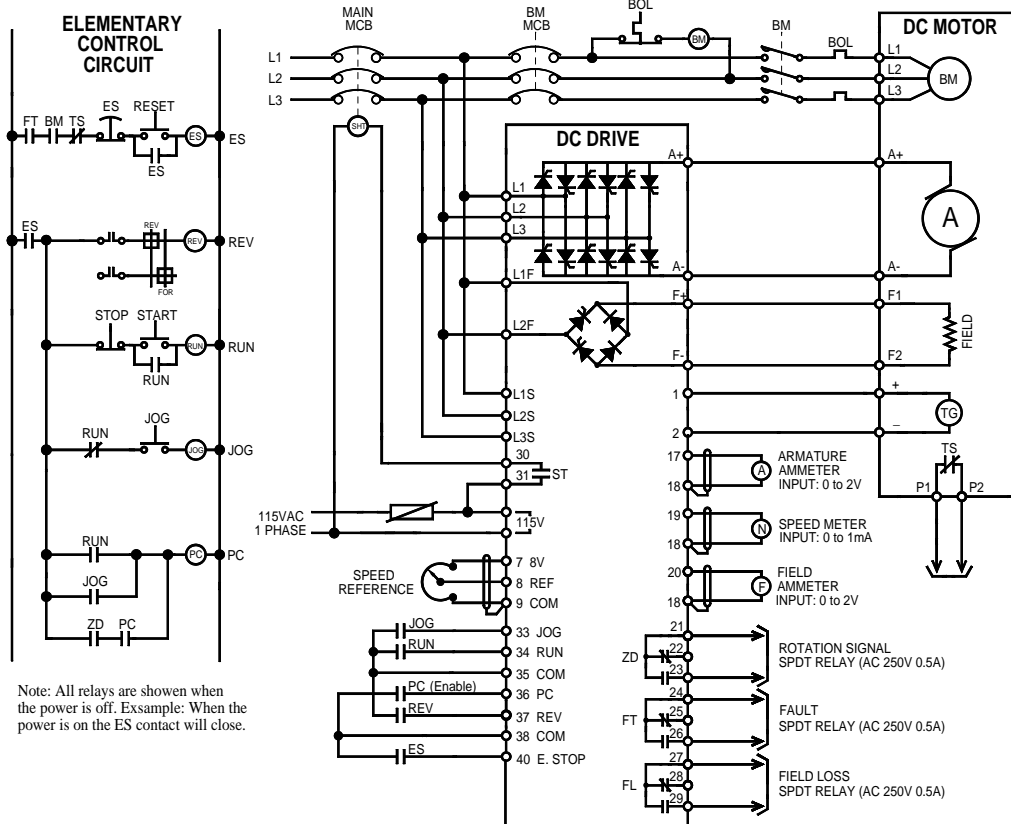 ELEMENTARY
CONTROL
CIRCUIT
FT BM TS
ES
RESET
ES
ES
ES
ES
REV
REV
REV
FOR
STOP
START
RUN
RUN
RUN
RUN
JOG
JOG
JOG
RUN
PC
PC
JOG
ZD
PC
Note: All relays are showen when
the power is off. Exsample: When the
power is on the ES contact will close.
MAIN
MCB
BM
MCB
BOL
BM
BM
BOL
L1
L2
L3
SHT
DC MOTOR
L1
L2
L3
BM
DC DRIVE
L1
L2
L3
L1F
L2F
L1S
L2S
L3S
30
31
ST
115VAC
1 PHASE
115V
SPEED
REFERENCE
7 8V
8 REF
9 COM
JOG
33 JOG
RUN
34 RUN
35 COM
PC (Enable)
36 PC
REV
37 REV
38 COM
ES
40 E. STOP
A+
A-
F+
F-
1
2
A+
A
A-
F1
FIELD
F2
+
TG
–
TS
P1
P2
17
18
A
ARMATURE
AMMETER
INPUT: 0 to 2V
19
18
N
SPEED METER
INPUT: 0 to 1mA
20
18
F
FIELD
AMMETER
INPUT: 0 to 2V
21
22
23
ZD
ROTATION SIGNAL
SPDT RELAY (AC 250V 0.5A)
24
25
26
FT
FAULT
SPDT RELAY (AC 250V 0.5A)
27
28
29
FL
FIELD LOSS
SPDT RELAY (AC 250V 0.5A)